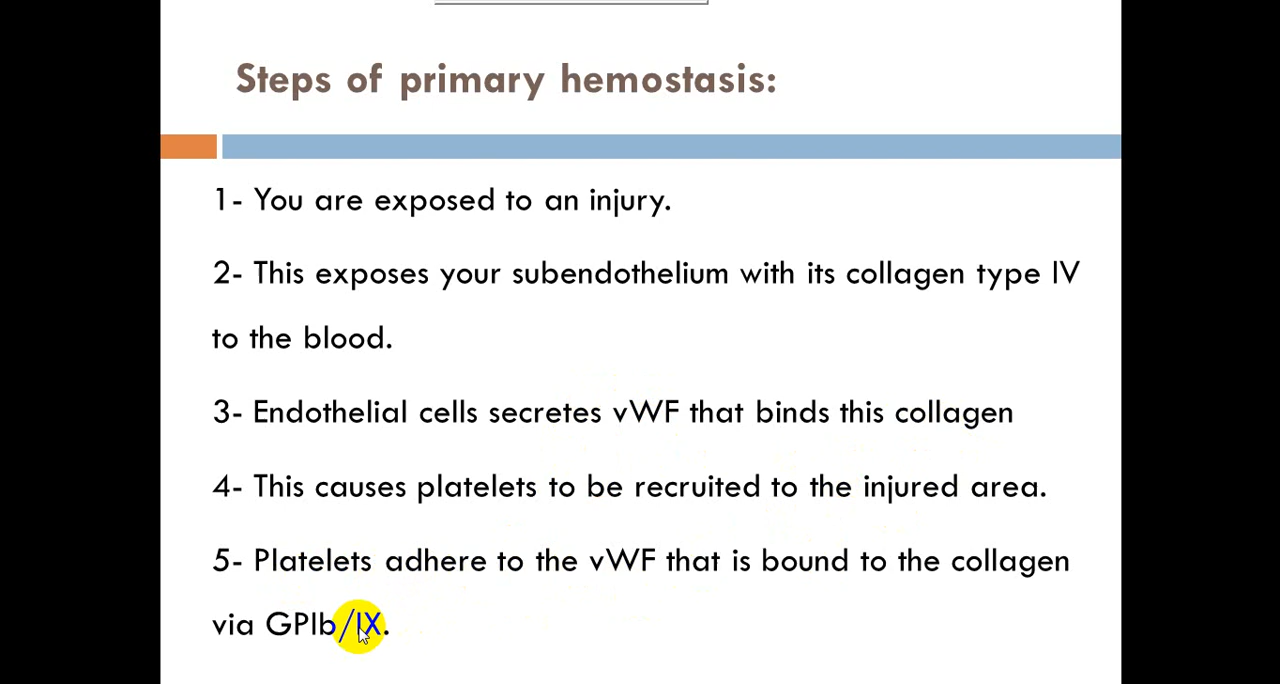 Steps of primary hemostasis:
1- You are exposed to an injury.
2- This exposes your subendothelium with its collagen type IV
to the blood.
3- Endothelial cells secretes vWF that binds this collagen
4- This causes platelets to be recruited to the injured area.
5- Platelets adhere to the vWF that is bound to the collagen
via GPIb/IX.